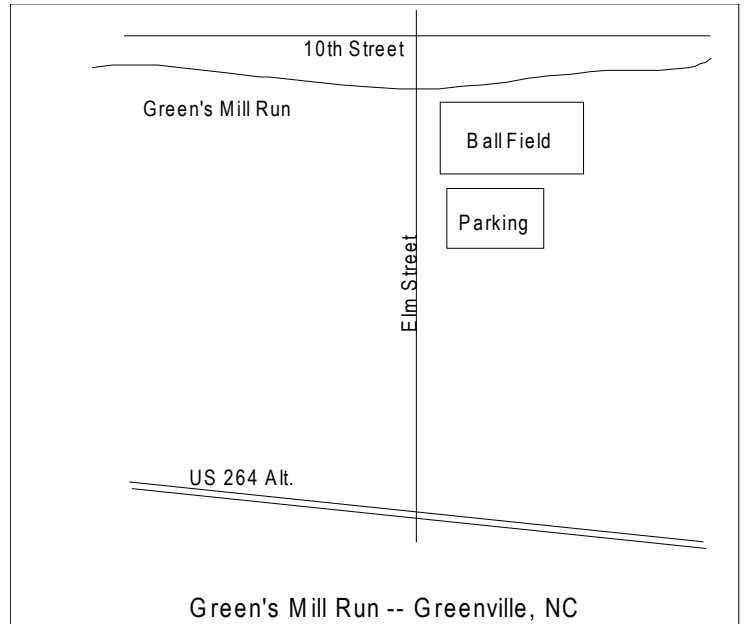 10th Street
Green's Mill Run
Ball Field
Parking
Elm Street
US 264 Alt.
Green's Mill Run -- Greenville, NC